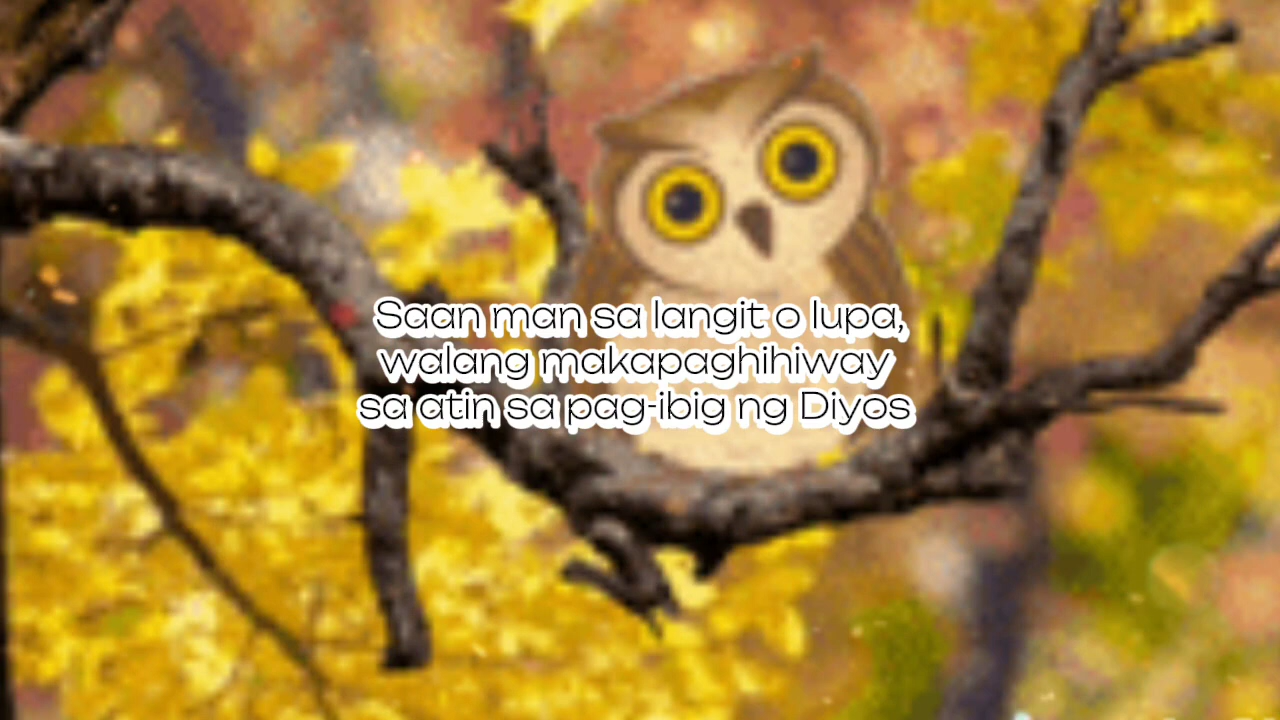 Saan man sa langit o lupa,
walang makapaghihiway
sa atin sa pag-ibig ng Diyos